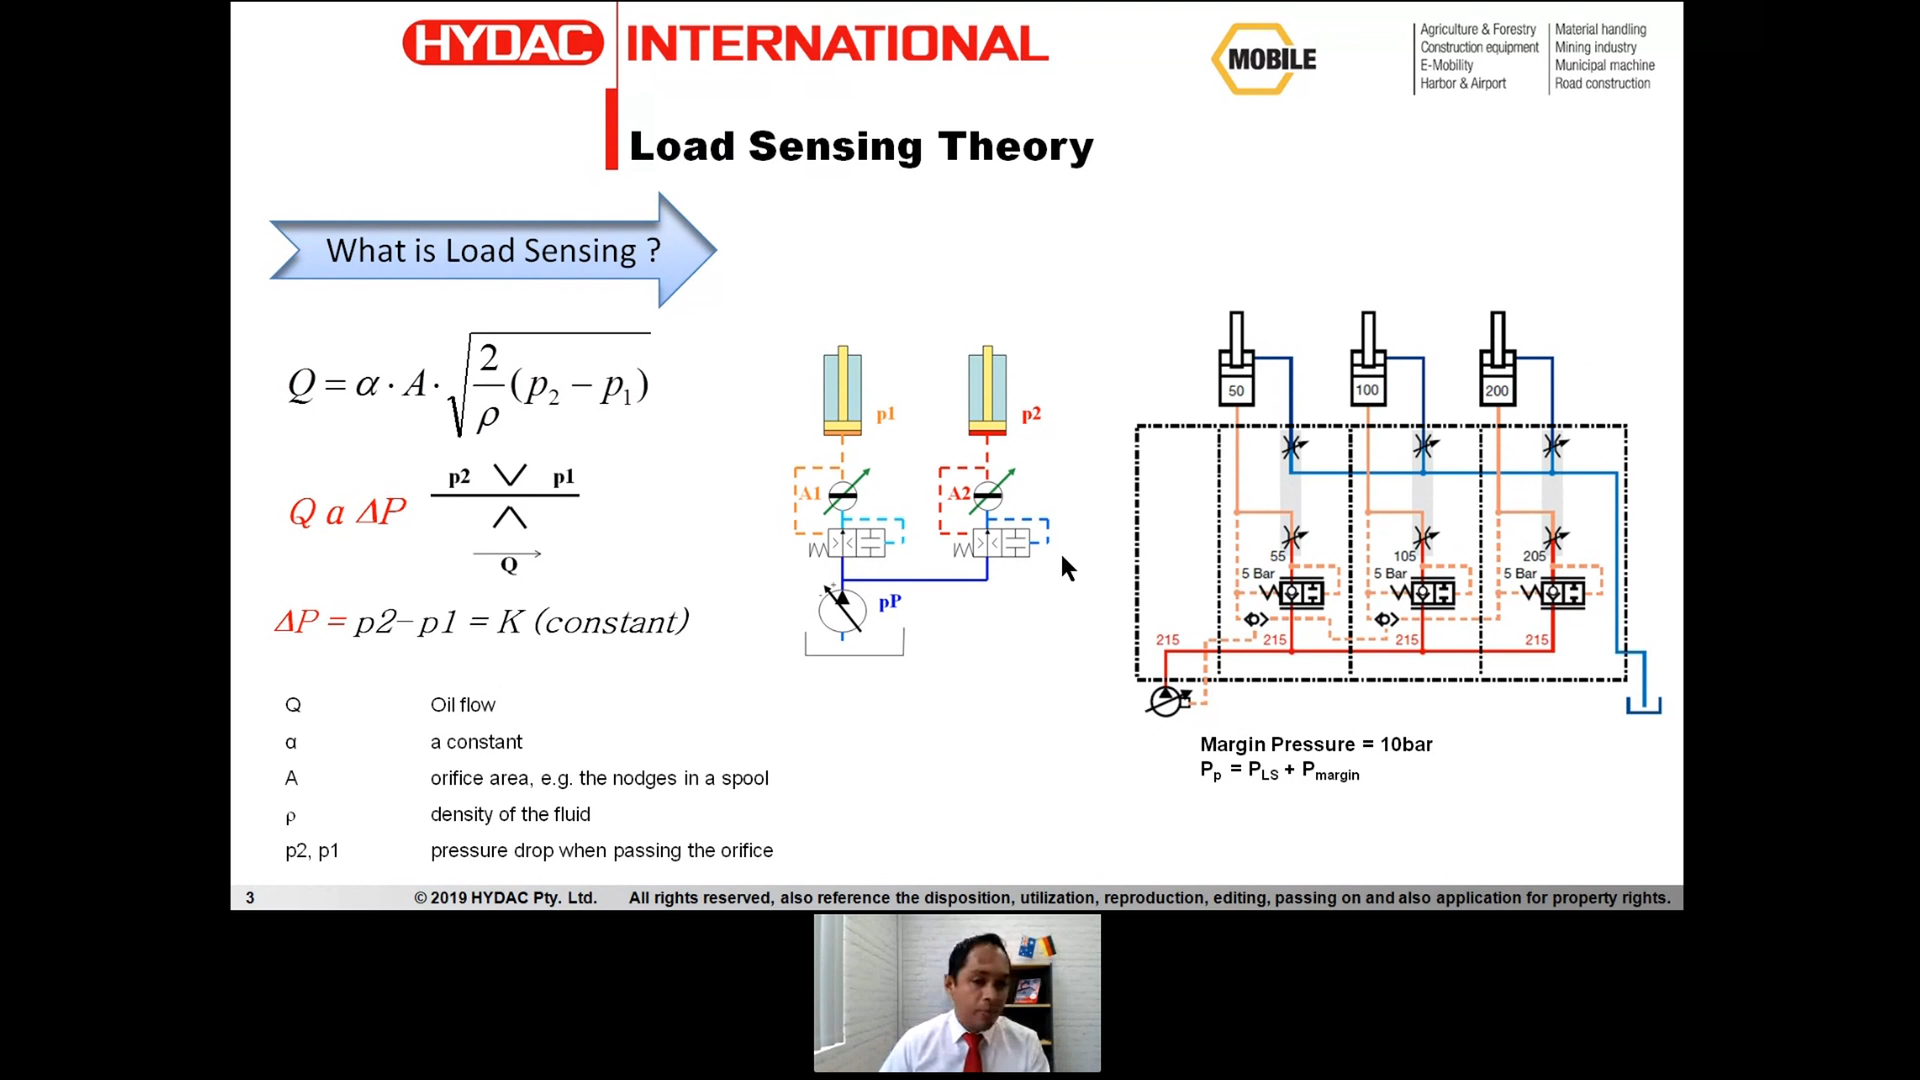 HYDAC INTERNATIONAL
MOBILE
Agriculture & Forestry
Construction equipment
E-Mobility
Harbor & Airport
Material handling
Mining industry
Municipal machine
Road construction
Load Sensing Theory
What is Load Sensing ?
Q = α · A · √ 2/ρ (p₂ − p₁)
p2 p1
Q a ΔP
Q
ΔP = p2-p1 = K (constant)
Q Oil flow
α a constant
A orifice area, e.g. the nodges in a spool
ρ density of the fluid
p2, p1 pressure drop when passing the orifice
p1 p2
A1 A2
pP
50 100 200
55 105 205
5 Bar 5 Bar 5 Bar
215 215 215 215
Margin Pressure = 10bar
Pp = PLS + Pmargin
3 © 2019 HYDAC Pty. Ltd. All rights reserved, also reference the disposition, utilization, reproduction, editing, passing on and also application for property rights.